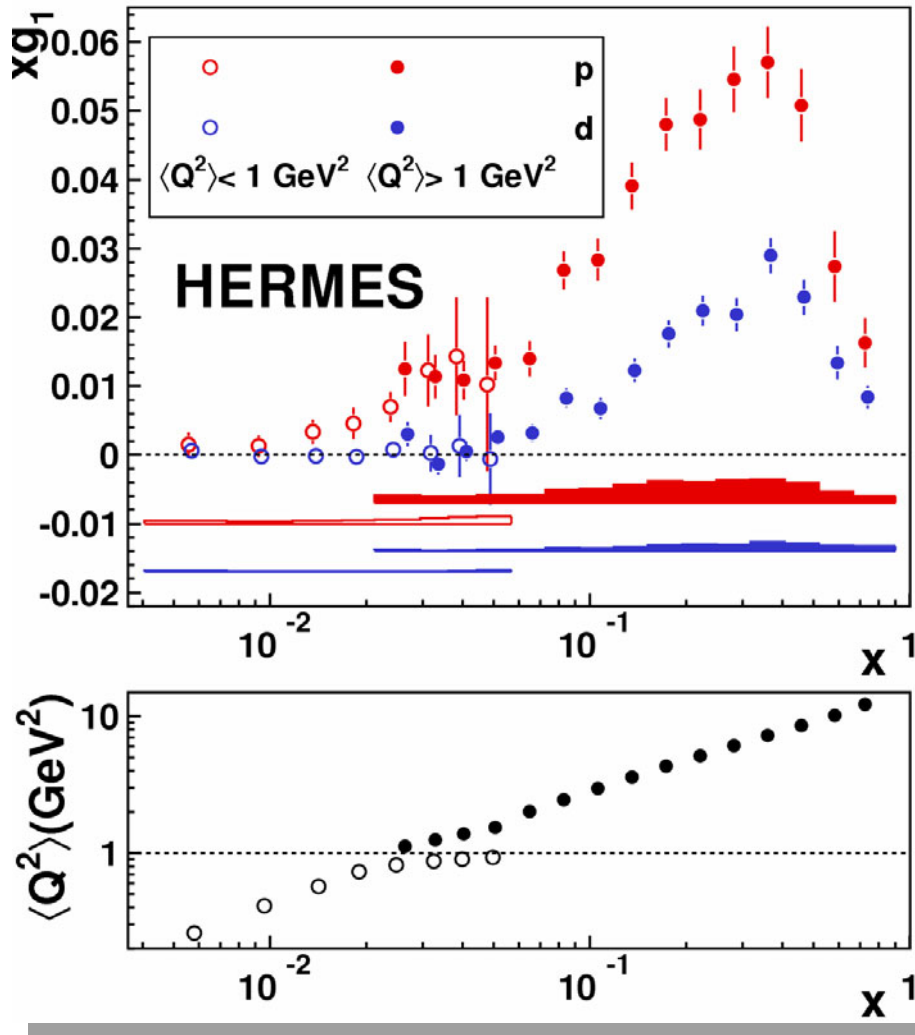 xg₁
0.06
0.05
0.04
0.03
0.02
0.01
0
-0.01
-0.02
p
d
⟨Q²⟩< 1 GeV² ⟨Q²⟩> 1 GeV²
HERMES
10⁻² 10⁻¹ 1
x
⟨Q²⟩(GeV²)
10
1
10⁻² 10⁻¹ 1
x